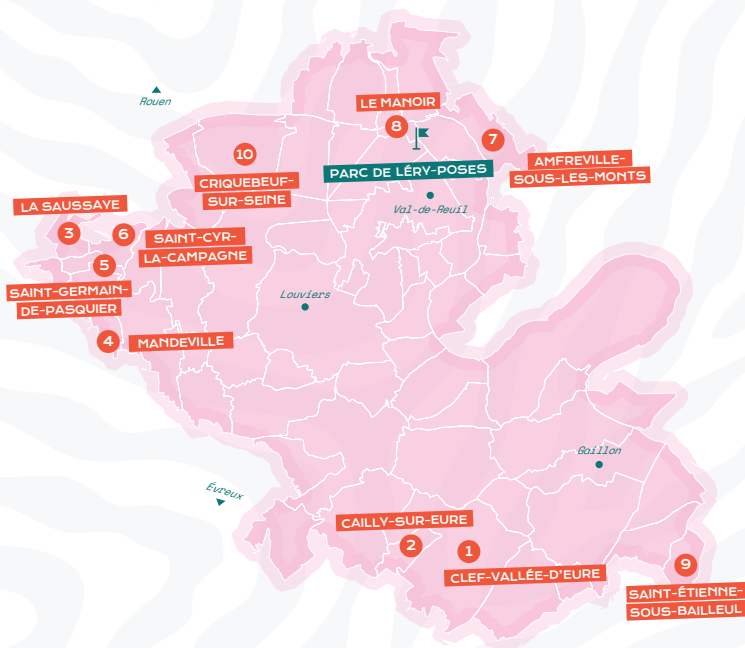 Rouen
LE MANOIR
8
7
10
PARC DE LÉRY-POSES
AMFREVILLE-
SOUS-LES-MONTS
CRIQUEBEUF-
SUR-SEINE
LA SAUSSAYE
Val-de-Reuil
3
6
SAINT-CYR-
LA-CAMPAGNE
5
SAINT-GERMAIN-
DE-PASQUIER
Louviers
4
MANDEVILLE
Gaillon
Évreux
CAILLY-SUR-EURE
2
1
CLEF-VALLÉE-D'EURE
9
SAINT-ÉTIENNE-
SOUS-BAILLEUL